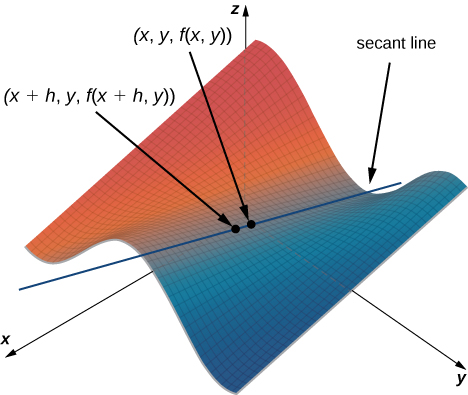 z
(x, y, f(x, y))
secant line
(x + h, y, f(x + h, y))
x
y